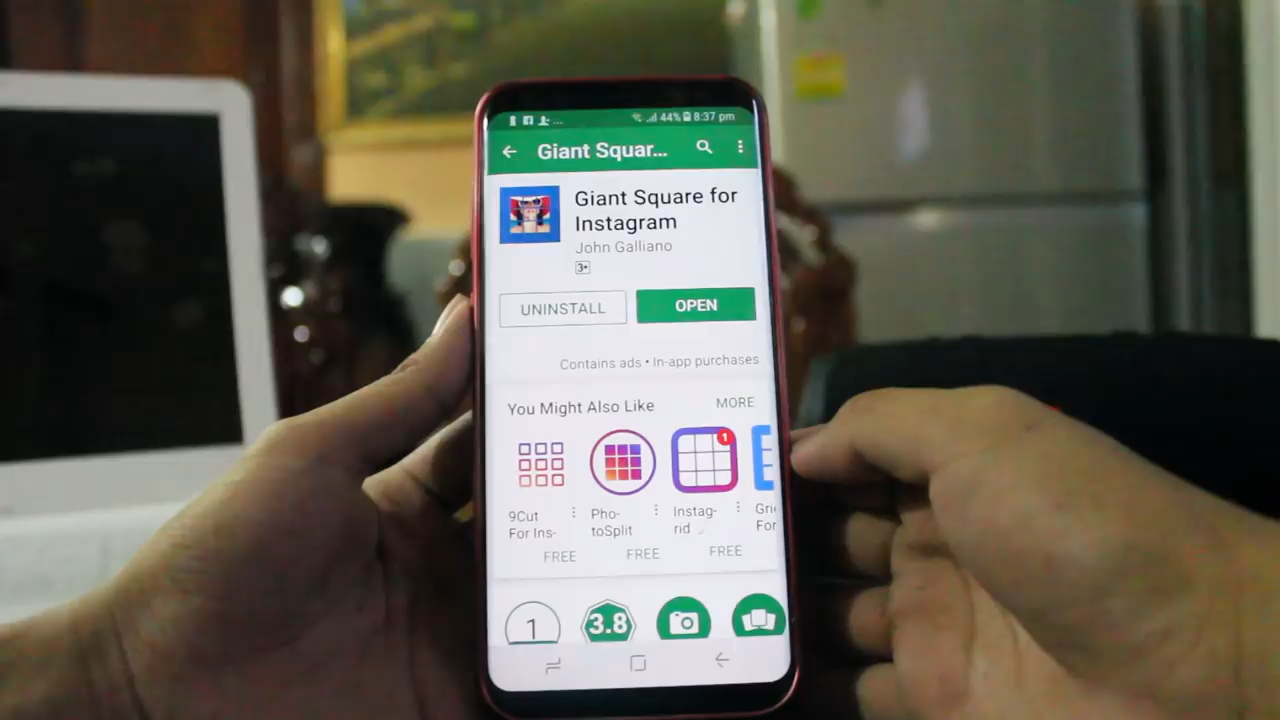 ... 44% 8:37 pm
Giant Squar...
Giant Square for
Instagram
John Galliano
3+
UNINSTALL
OPEN
Contains ads • In-app purchases
You Might Also Like
MORE
1
9Cut
For Ins-
FREE
Pho-
toSplit
FREE
Instag-
rid
FREE
Gri
For
1
3.8